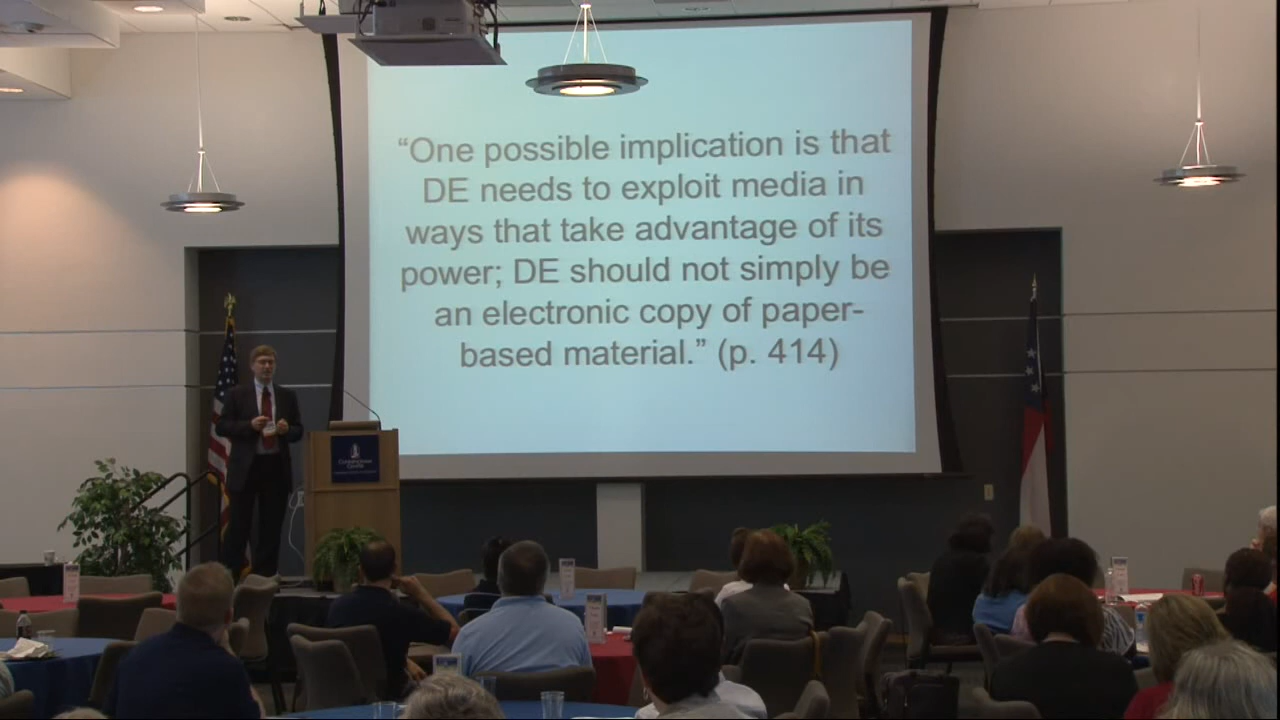 “One possible implication is that
DE needs to exploit media in
ways that take advantage of its
power; DE should not simply be
an electronic copy of paper-
based material.” (p. 414)